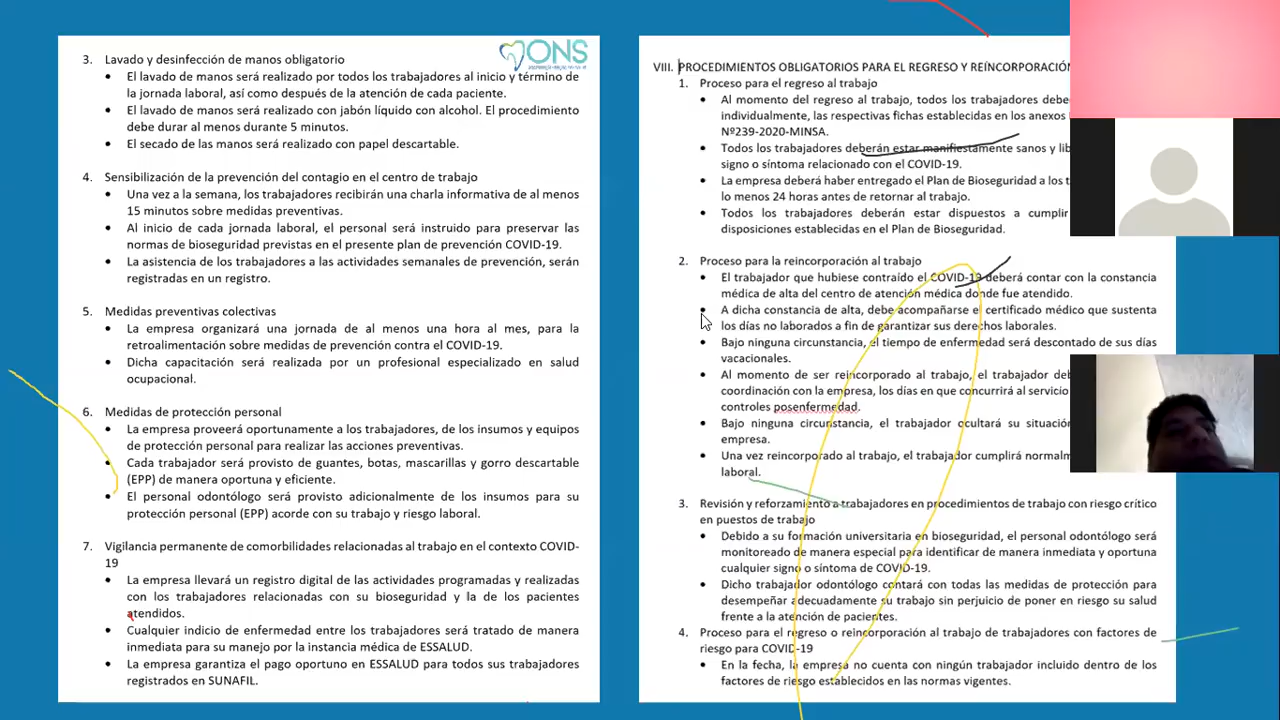 ONS
3. Lavado y desinfección de manos obligatorio
• El lavado de manos será realizado por todos los trabajadores al inicio y término de
la jornada laboral, así como después de la atención de cada paciente.
• El lavado de manos será realizado con jabón líquido con alcohol. El procedimiento
debe durar al menos durante 5 minutos.
• El secado de las manos será realizado con papel descartable.
4. Sensibilización de la prevención del contagio en el centro de trabajo
• Una vez a la semana, los trabajadores recibirán una charla informativa de al menos
15 minutos sobre medidas preventivas.
• Al inicio de cada jornada laboral, el personal será instruido para preservar las
normas de bioseguridad previstas en el presente plan de prevención COVID-19.
• La asistencia de los trabajadores a las actividades semanales de prevención, serán
registradas en un registro.
5. Medidas preventivas colectivas
• La empresa organizará una jornada de al menos una hora al mes, para la
retroalimentación sobre medidas de prevención contra el COVID-19.
• Dicha capacitación será realizada por un profesional especializado en salud
ocupacional.
6. Medidas de protección personal
• La empresa proveerá oportunamente a los trabajadores, de los insumos y equipos
de protección personal para realizar las acciones preventivas.
• Cada trabajador será provisto de guantes, botas, mascarillas y gorro descartable
(EPP) de manera oportuna y eficiente.
• El personal odontólogo será provisto adicionalmente de los insumos para su
protección personal (EPP) acorde con su trabajo y riesgo laboral.
7. Vigilancia permanente de comorbilidades relacionadas al trabajo en el contexto COVID-
19
• La empresa llevará un registro digital de las actividades programadas y realizadas
con los trabajadores relacionadas con su bioseguridad y la de los pacientes
atendidos.
• Cualquier indicio de enfermedad entre los trabajadores será tratado de manera
inmediata para su manejo por la instancia médica de ESSALUD.
• La empresa garantiza el pago oportuno en ESSALUD para todos sus trabajadores
registrados en SUNAFIL.
VIII. PROCEDIMIENTOS OBLIGATORIOS PARA EL REGRESO Y REINCORPORACIÓN
1. Proceso para el regreso al trabajo
• Al momento del regreso al trabajo, todos los trabajadores
individualmente, las respectivas fichas establecidas en los anexos
Nº239-2020-MINSA.
• Todos los trabajadores deberán estar manifiestamente sanos y
signo o síntoma relacionado con el COVID-19.
• La empresa deberá haber entregado el Plan de Bioseguridad a los
lo menos 24 horas antes de retornar al trabajo.
• Todos los trabajadores deberán estar dispuestos a cumplir
disposiciones establecidas en el Plan de Bioseguridad.
2. Proceso para la reincorporación al trabajo
• El trabajador que hubiese contraído el COVID-19 deberá contar con la constancia
médica de alta del centro de atención médica donde fue atendido.
• A dicha constancia de alta, debe acompañarse el certificado médico que sustenta
los días no laborados a fin de garantizar sus derechos laborales.
• Bajo ninguna circunstancia, el tiempo de enfermedad será descontado de sus días
vacacionales.
• Al momento de ser reincorporado al trabajo, el trabajador
coordinación con la empresa, los días en que concurrirá al servicio
controles posenfermedad.
• Bajo ninguna circunstancia, el trabajador ocultará su
empresa.
• Una vez reincorporado al trabajo, el trabajador cumplirá
laboral.
3. Revisión y reforzamiento a trabajadores en procedimientos de trabajo con riesgo crítico
en puestos de trabajo
• Debido a su formación universitaria en bioseguridad, el personal odontólogo será
monitoreado de manera especial para identificar de manera inmediata y oportuna
cualquier signo o síntoma de COVID-19.
• Dicho trabajador odontólogo contará con todas las medidas de protección para
desempeñar adecuadamente su trabajo sin perjuicio de poner en riesgo su salud
frente a la atención de pacientes.
4. Proceso para el regreso o reincorporación al trabajo de trabajadores con factores de
riesgo para COVID-19
• En la fecha, la empresa no cuenta con ningún trabajador incluido dentro de los
factores de riesgo establecidos en las normas vigentes.